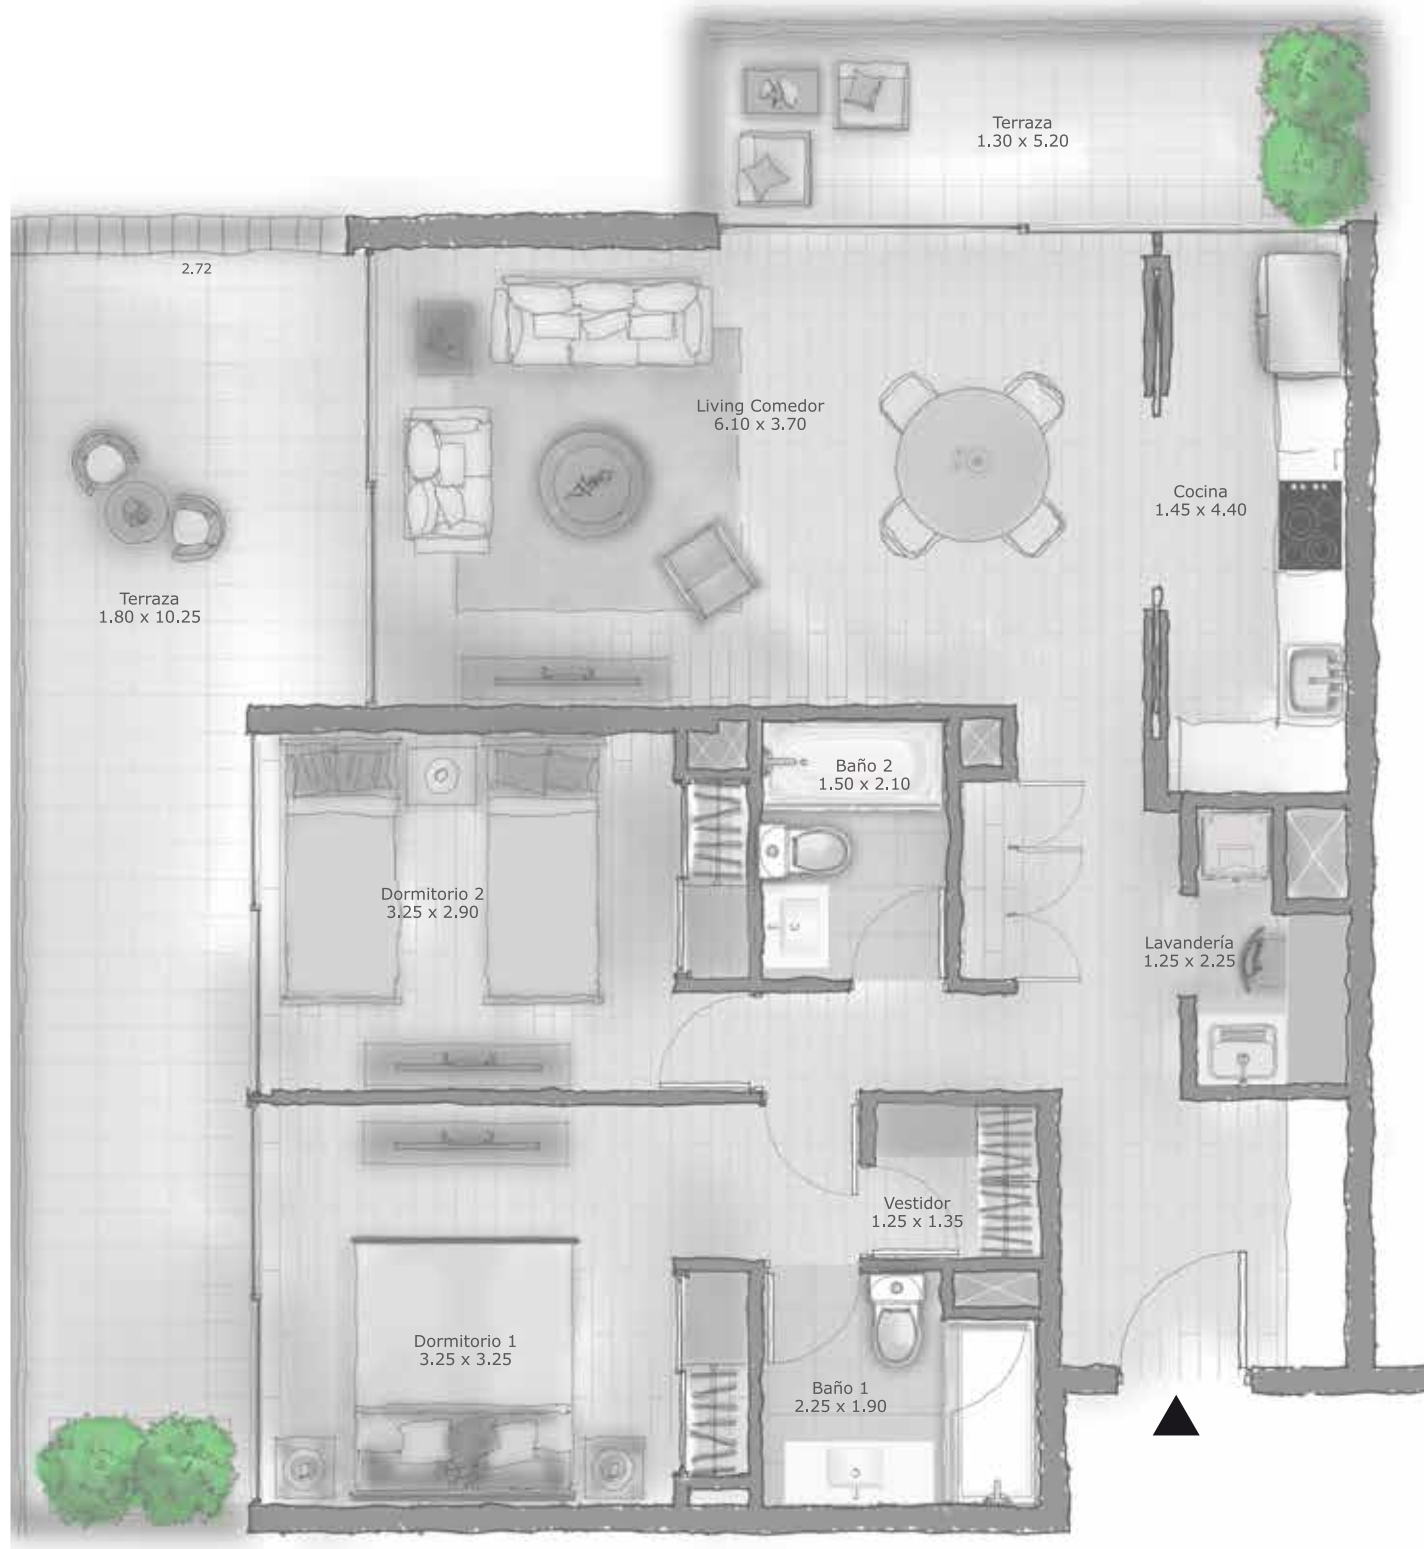 Terraza
1.30 x 5.20
2.72
Living Comedor
6.10 x 3.70
Cocina
1.45 x 4.40
Terraza
1.80 x 10.25
Baño 2
1.50 x 2.10
Dormitorio 2
3.25 x 2.90
Lavandería
1.25 x 2.25
Vestidor
1.25 x 1.35
Dormitorio 1
3.25 x 3.25
Baño 1
2.25 x 1.90